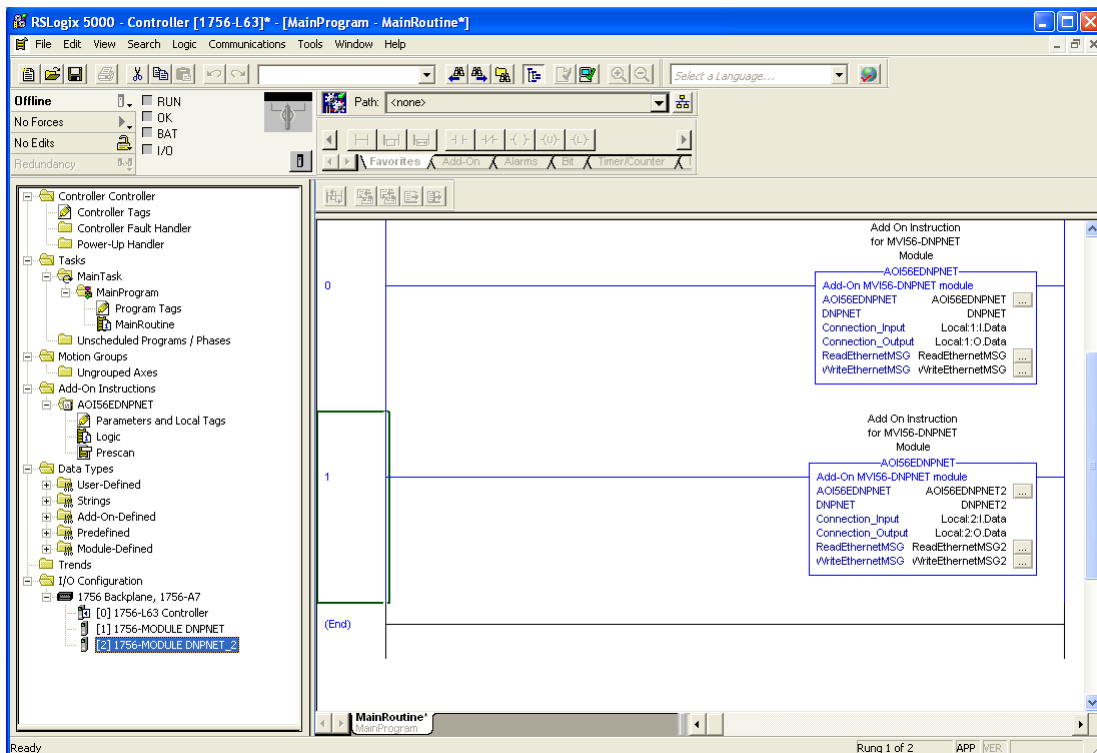 RSLogix 5000 - Controller [1756-L63]* - [MainProgram - MainRoutine*]
File Edit View Search Logic Communications Tools Window Help
Select a Language...
Offline
RUN
No Forces
OK
No Edits
BAT
Redundancy
I/O
Path: <none>
Favorites Add-On Alarms Bit Timer/Counter
Controller Controller
Controller Tags
Controller Fault Handler
Power-Up Handler
Tasks
MainTask
MainProgram
Program Tags
MainRoutine
Unscheduled Programs / Phases
Motion Groups
Ungrouped Axes
Add-On Instructions
AOI56EDNPNET
Parameters and Local Tags
Logic
Prescan
Data Types
User-Defined
Strings
Add-On-Defined
Predefined
Module-Defined
Trends
I/O Configuration
1756 Backplane, 1756-A7
[0] 1756-L63 Controller
[1] 1756-MODULE DNPNET
[2] 1756-MODULE DNPNET_2
0
Add On Instruction
for MVI56-DNPNET
Module
AOI56EDNPNET
Add-On MVI56-DNPNET module
AOI56EDNPNET AOI56EDNPNET ...
DNPNET DNPNET
Connection_Input Local:1:I.Data
Connection_Output Local:1:O.Data
ReadEthernetMSG ReadEthernetMSG ...
WriteEthernetMSG WriteEthernetMSG ...
1
Add On Instruction
for MVI56-DNPNET
Module
AOI56EDNPNET
Add-On MVI56-DNPNET module
AOI56EDNPNET AOI56EDNPNET2 ...
DNPNET DNPNET2
Connection_Input Local:2:I.Data
Connection_Output Local:2:O.Data
ReadEthernetMSG ReadEthernetMSG2 ...
WriteEthernetMSG WriteEthernetMSG2 ...
(End)
MainRoutine*
MainProgram
Ready
Rung 1 of 2 APP VER